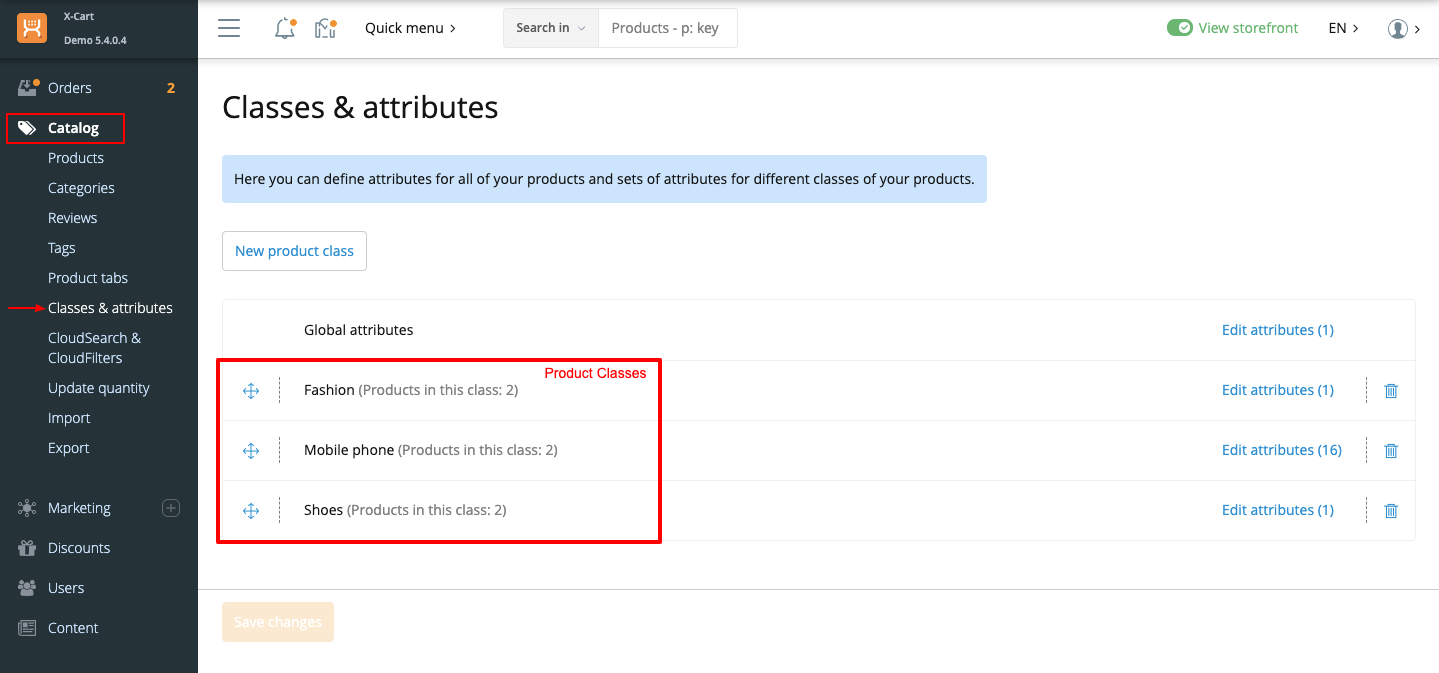 X-Cart
Demo 5.4.0.4
Quick menu
Search in
Products - p: key
View storefront
EN
Orders 2
Catalog
Products
Categories
Reviews
Tags
Product tabs
Classes & attributes
CloudSearch &
CloudFilters
Update quantity
Import
Export
Marketing
Discounts
Users
Content
Classes & attributes
Here you can define attributes for all of your products and sets of attributes for different classes of your products.
New product class
Global attributes Edit attributes (1)
Product Classes
Fashion (Products in this class: 2) Edit attributes (1)
Mobile phone (Products in this class: 2) Edit attributes (16)
Shoes (Products in this class: 2) Edit attributes (1)
Save changes